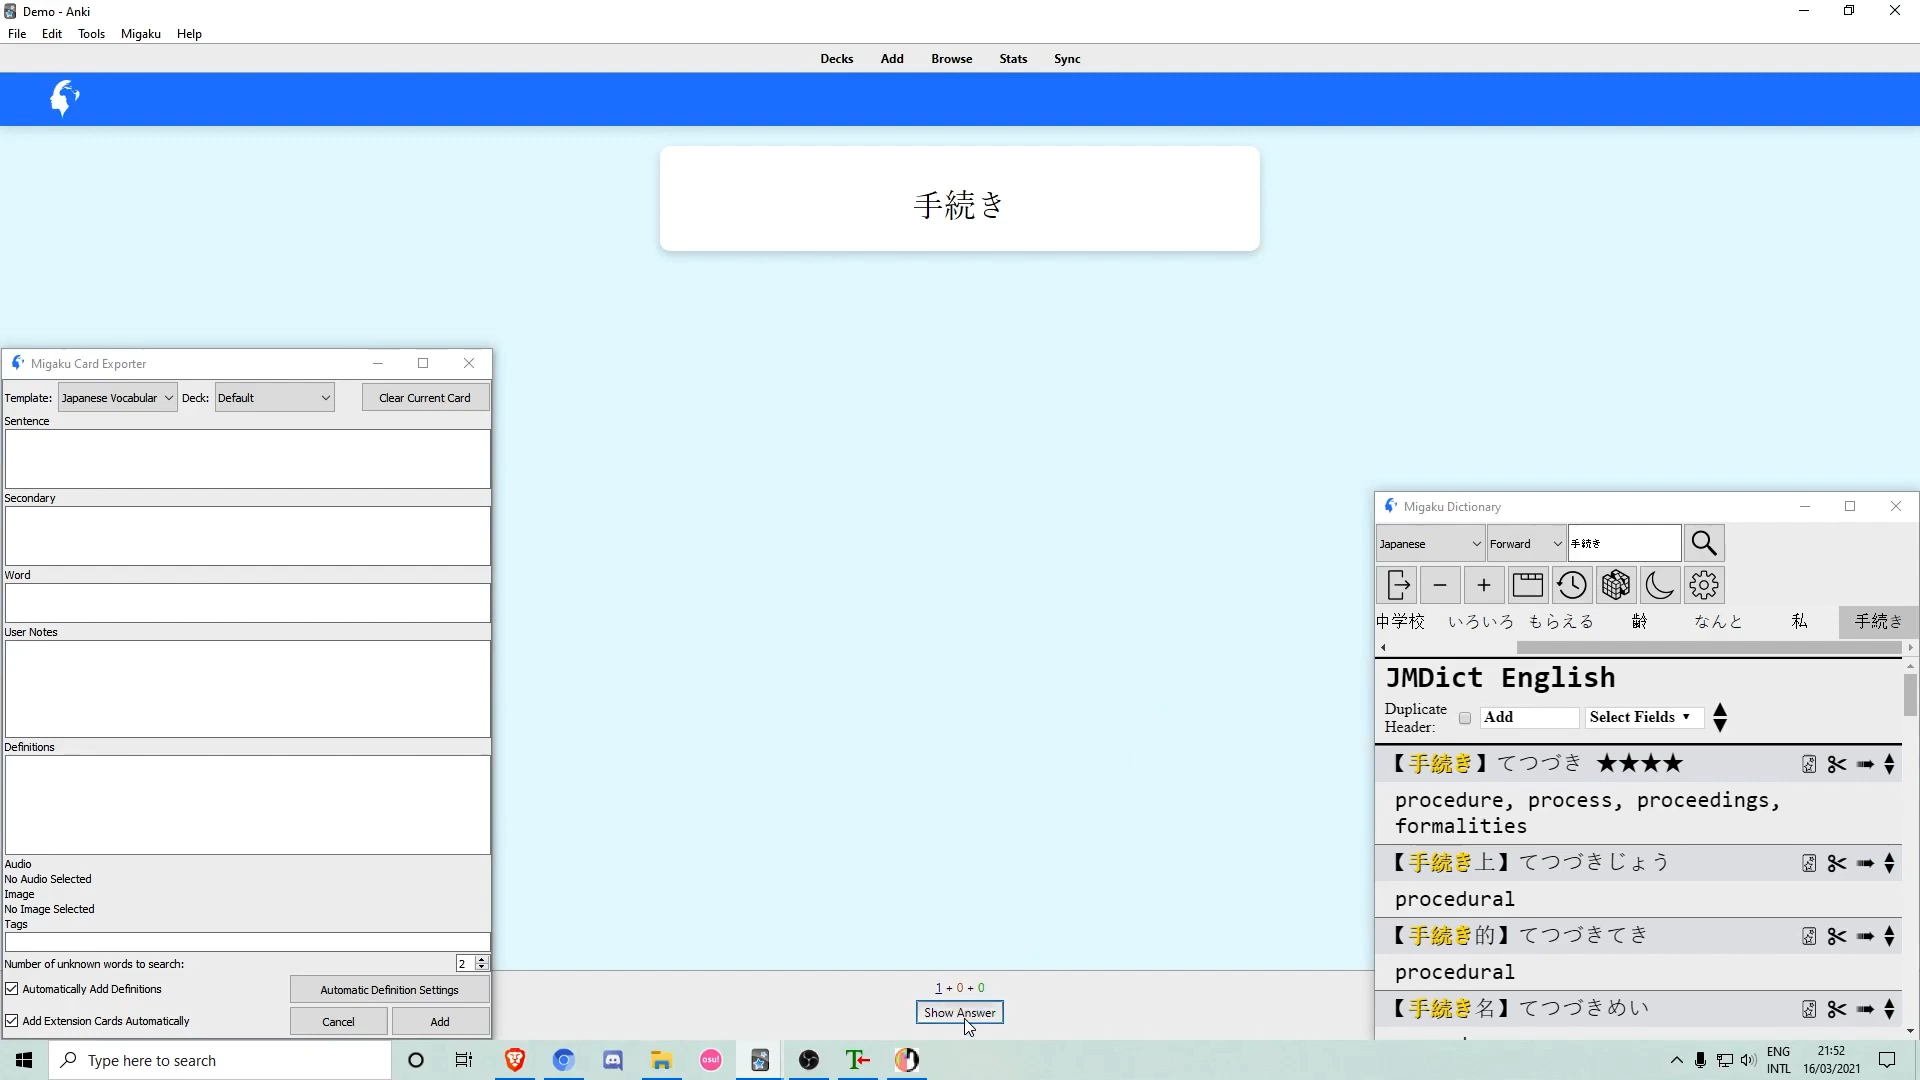 Demo - Anki
File Edit Tools Migaku Help
Decks Add Browse Stats Sync
手続き
Migaku Card Exporter
Template: Japanese Vocabular Deck: Default Clear Current Card
Sentence
Secondary
Word
User Notes
Definitions
Audio
No Audio Selected
Image
No Image Selected
Tags
Number of unknown words to search: 2
Automatically Add Definitions Automatic Definition Settings
Add Extension Cards Automatically Cancel Add
1 + 0 + 0
Show Answer
Migaku Dictionary
Japanese Forward 手続き
中学校 いろいろ もらえる 齢 なんと 私 手続き
JMDict English
Duplicate Header: Add Select Fields ▼
【手続き】てつづき ★★★★
procedure, process, proceedings,
formalities
【手続き上】てつづきじょう
procedural
【手続き的】てつづきてき
procedural
【手続き名】てつづきめい
Type here to search
osu!
ENG
INTL
21:52
16/03/2021